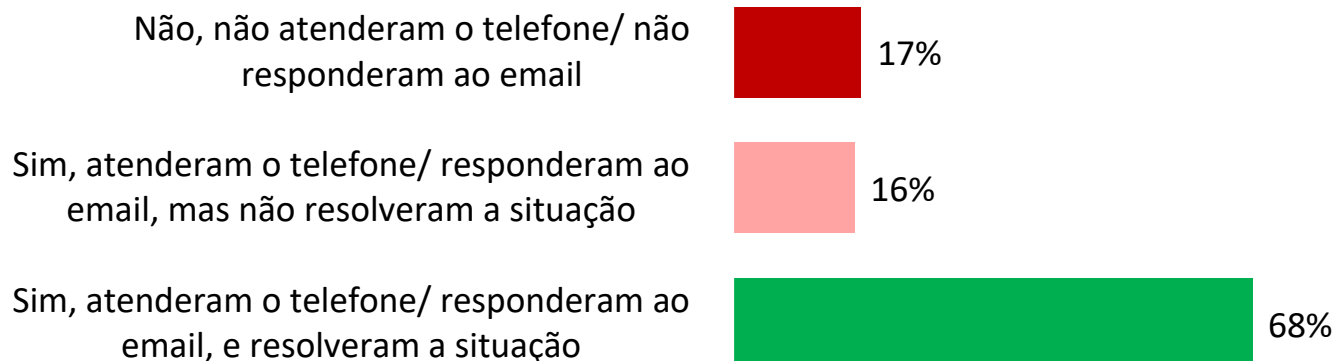 Não, não atenderam o telefone/ não
responderam ao email
17%
Sim, atenderam o telefone/ responderam ao
email, mas não resolveram a situação
16%
Sim, atenderam o telefone/ responderam ao
email, e resolveram a situação
68%